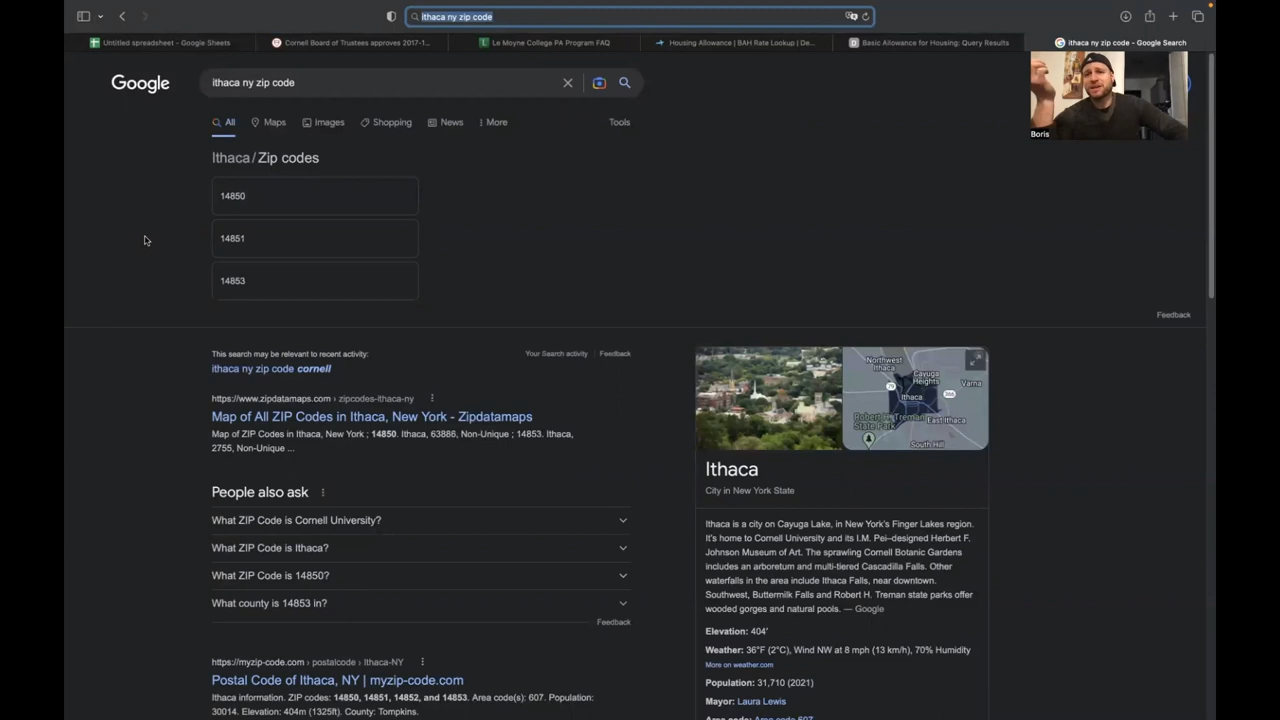 ithaca ny zip code
Untitled spreadsheet - Google Sheets
Cornell Board of Trustees approves 2017-1...
Le Moyne College PA Program FAQ
Housing Allowance | BAH Rate Lookup | De...
Basic Allowance for Housing: Query Results
ithaca ny zip code - Google Search
Google
ithaca ny zip code
All
Maps
Images
Shopping
News
More
Tools
Boris
Ithaca / Zip codes
14850
14851
14853
Feedback
This search may be relevant to recent activity:
Your Search activity
Feedback
ithaca ny zip code cornell
https://www.zipdatamaps.com › zipcodes-ithaca-ny
Map of All ZIP Codes in Ithaca, New York - Zipdatamaps
Map of ZIP Codes in Ithaca, New York ; 14850. Ithaca, 63886, Non-Unique ; 14853. Ithaca,
2755, Non-Unique ...
People also ask
What ZIP Code is Cornell University?
What ZIP Code is Ithaca?
What ZIP Code is 14850?
What county is 14853 in?
Feedback
https://myzip-code.com › postalcode › Ithaca-NY
Postal Code of Ithaca, NY | myzip-code.com
Ithaca information. ZIP codes: 14850, 14851, 14852, and 14853. Area code(s): 607. Population:
30014. Elevation: 404m (1325ft). County: Tompkins.
Northwest
Ithaca
Cayuga
Heights
Varna
79
366
Ithaca
Robert H. Treman
State Park
East Ithaca
South Hill
Ithaca
City in New York State
Ithaca is a city on Cayuga Lake, in New York's Finger Lakes region.
It's home to Cornell University and its I.M. Pei–designed Herbert F.
Johnson Museum of Art. The sprawling Cornell Botanic Gardens
includes an arboretum and multi-tiered Cascadilla Falls. Other
waterfalls in the area include Ithaca Falls, near downtown.
Southwest, Buttermilk Falls and Robert H. Treman state parks offer
wooded gorges and natural pools. — Google
Elevation: 404′
Weather: 36°F (2°C), Wind NW at 8 mph (13 km/h), 70% Humidity
More on weather.com
Population: 31,710 (2021)
Mayor: Laura Lewis
Area code: Area code 607